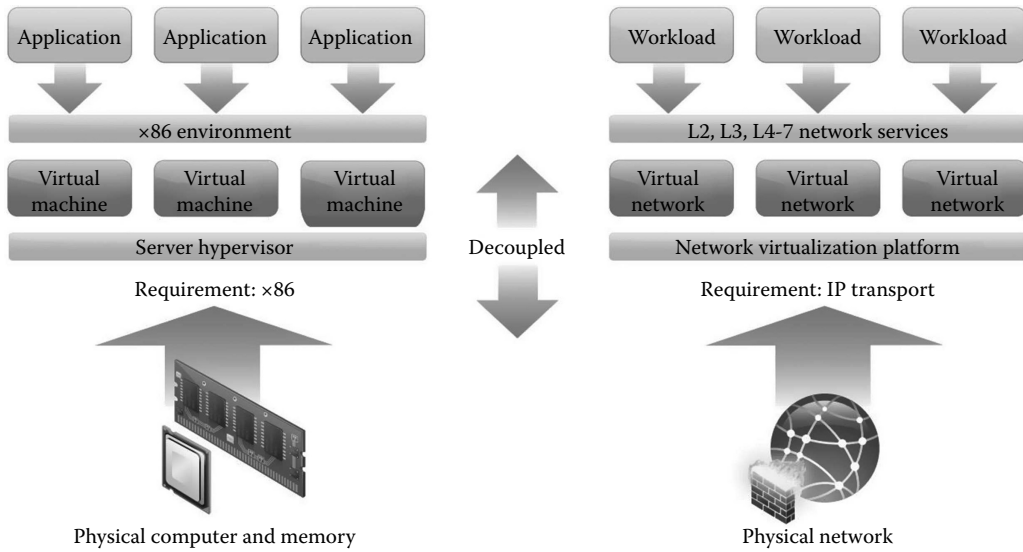 Application Application Application
×86 environment
Virtual machine Virtual machine Virtual machine
Server hypervisor
Requirement: ×86
Physical computer and memory
Decoupled
Workload Workload Workload
L2, L3, L4-7 network services
Virtual network Virtual network Virtual network
Network virtualization platform
Requirement: IP transport
Physical network